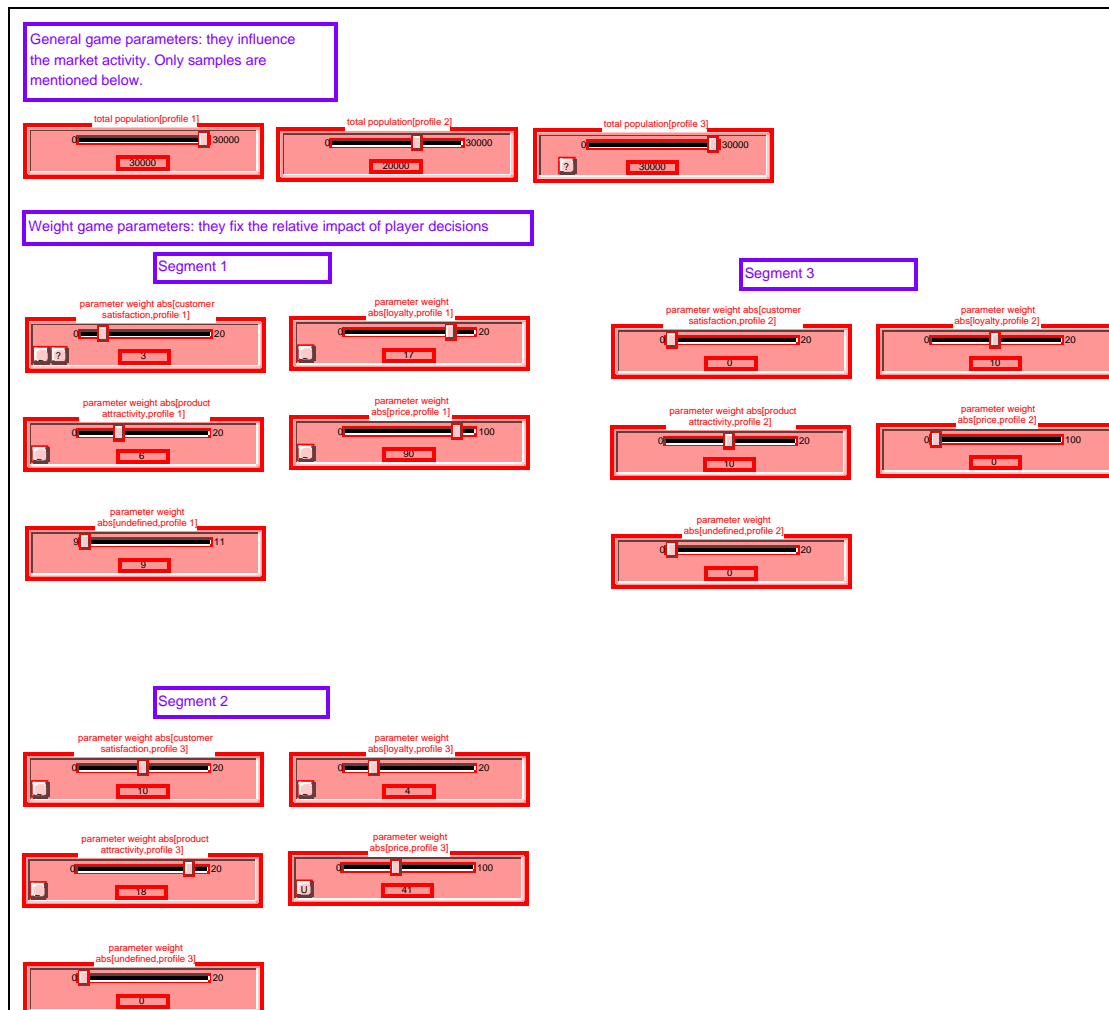 General game parameters: they influence
the market activity. Only samples are
mentioned below.
total population[profile 1]
0 30000
30000
total population[profile 2]
0 30000
20000
total population[profile 3]
0 30000
? 30000
Weight game parameters: they fix the relative impact of player decisions
Segment 1
parameter weight abs[customer
satisfaction,profile 1]
0 20
_ ? 3
parameter weight
abs[loyalty,profile 1]
0 20
_ 17
parameter weight abs[product
attractivity,profile 1]
0 20
_ 6
parameter weight
abs[price,profile 1]
0 100
_ 90
parameter weight
abs[undefined,profile 1]
9 11
9
Segment 3
parameter weight abs[customer
satisfaction,profile 2]
0 20
0
parameter weight
abs[loyalty,profile 2]
0 20
10
parameter weight abs[product
attractivity,profile 2]
0 20
10
parameter weight
abs[price,profile 2]
0 100
0
parameter weight
abs[undefined,profile 2]
0 20
0
Segment 2
parameter weight abs[customer
satisfaction,profile 3]
0 20
_ 10
parameter weight
abs[loyalty,profile 3]
0 20
_ 4
parameter weight abs[product
attractivity,profile 3]
0 20
_ 18
parameter weight
abs[price,profile 3]
0 100
U 41
parameter weight
abs[undefined,profile 3]
0 20
0